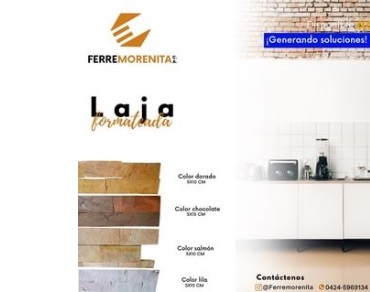 FERREMORENITA
Laja
formateada
Color dorado
5X10 CM
Color chocolate
5X15 CM
Color salmón
5X10 CM
Color lila
5X10 CM
¡Generando soluciones!
Contáctenos
@Ferremorenita 0424-5969134